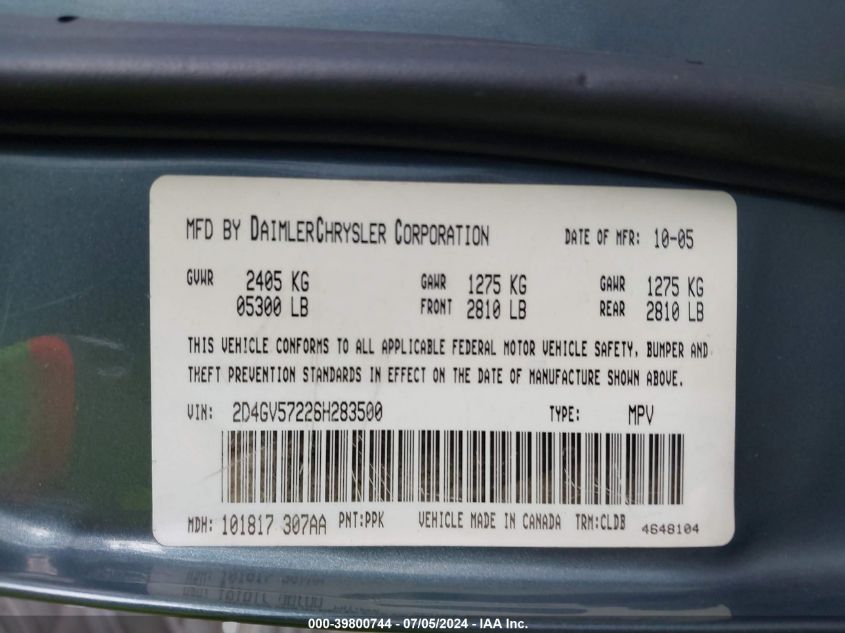 MFD BY DAIMLERCHRYSLER CORPORATION DATE OF MFR: 10-05
GVWR 2405 KG GAWR 1275 KG GAWR 1275 KG
05300 LB FRONT 2810 LB REAR 2810 LB
THIS VEHICLE CONFORMS TO ALL APPLICABLE FEDERAL MOTOR VEHICLE SAFETY, BUMPER AND
THEFT PREVENTION STANDARDS IN EFFECT ON THE DATE OF MANUFACTURE SHOWN ABOVE.
VIN: 2D4GV57226H283500 TYPE: MPV
MDH: 101817 307AA PNT:PPK VEHICLE MADE IN CANADA TRM:CLDB 4648104
000-39800744 - 07/05/2024 - IAA Inc.